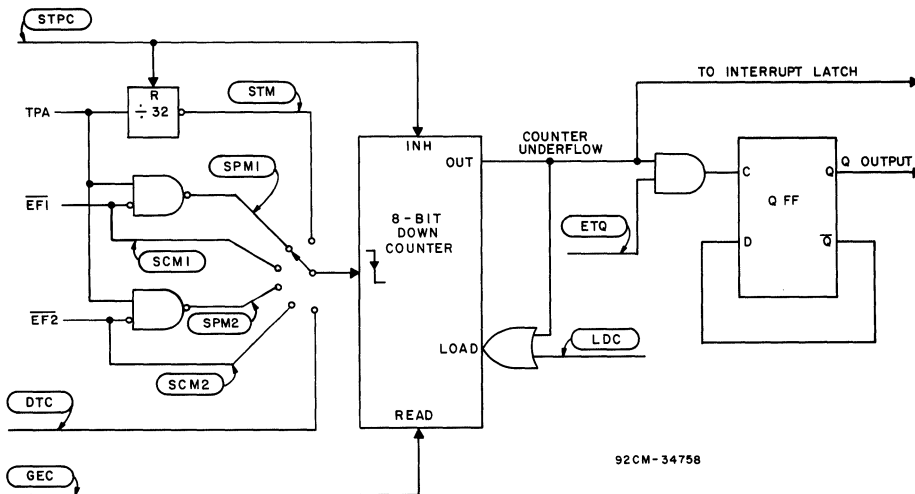 STPC
TO INTERRUPT LATCH
R
STM
TPA
÷ 32
COUNTER
UNDERFLOW
INH
OUT
SPM1
C
Q
Q OUTPUT
EF1
8-BIT
DOWN
COUNTER
Q FF
ETQ
D
Q
SCM1
EF2
SPM2
LDC
LOAD
SCM2
DTC
READ
92CM-34758
GEC